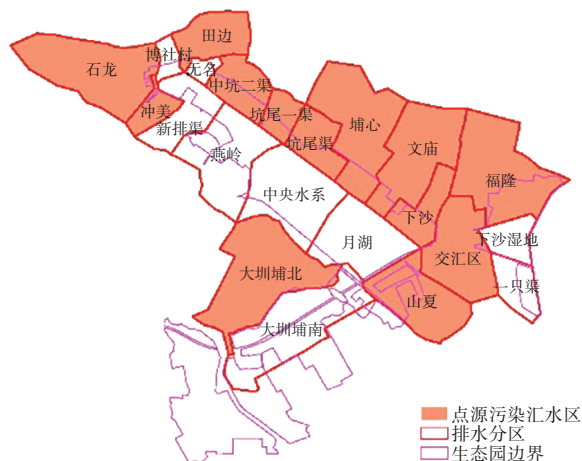 田边
博社村
石龙
无名
中坑二渠
冲美
新排渠
坑尾一渠
埔心
燕岭
坑尾渠
文庙
福隆
中央水系
下沙
月湖
下沙湿地
交汇区
大圳埔北
一只渠
山夏
大圳埔南
点源污染汇水区
排水分区
生态园边界